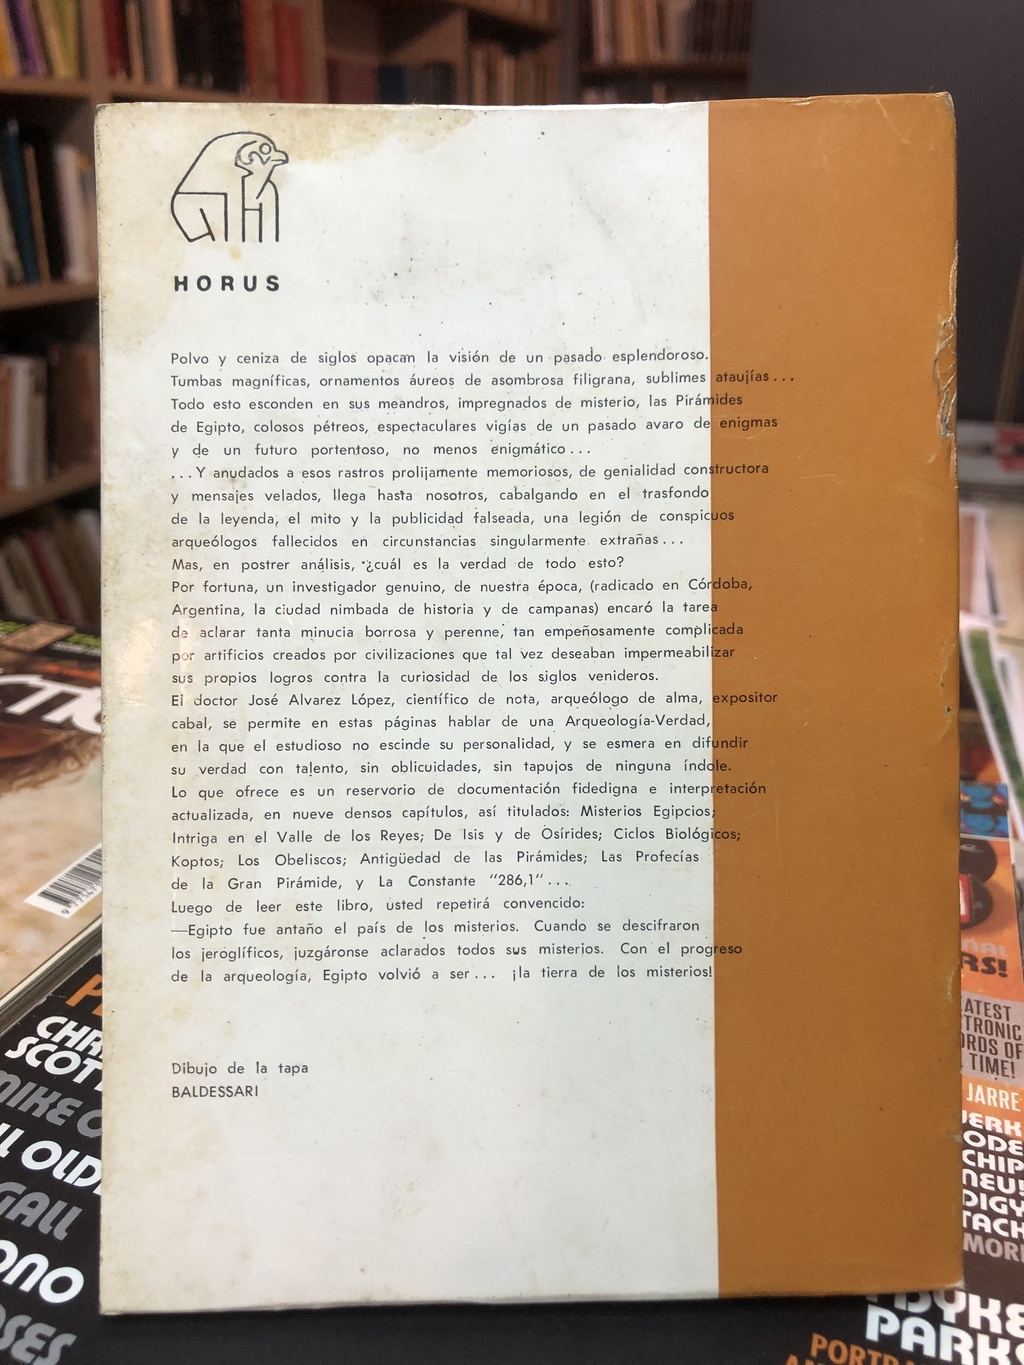 HORUS
Polvo y ceniza de siglos opacan la visión de un pasado esplendoroso.
Tumbas magníficas, ornamentos áureos de asombrosa filigrana, sublimes ataujías...
Todo esto esconden en sus meandros, impregnados de misterio, las Pirámides
de Egipto, colosos pétreos, espectaculares vigías de un pasado avaro de enigmas
y de un futuro portentoso, no menos enigmático...
...Y anudados a esos rastros prolijamente memoriosos, de genialidad constructora
y mensajes velados, llega hasta nosotros, cabalgando en el trasfondo
de la leyenda, el mito y la publicidad falseada, una legión de conspicuos
arqueólogos fallecidos en circunstancias singularmente extrañas...
Mas, en postrer análisis, ¿cuál es la verdad de todo esto?
Por fortuna, un investigador genuino, de nuestra época, (radicado en Córdoba,
Argentina, la ciudad nimbada de historia y de campanas) encaró la tarea
de aclarar tanta minucia borrosa y perenne, tan empeñosamente complicada
por artificios creados por civilizaciones que tal vez deseaban impermeabilizar
sus propios logros contra la curiosidad de los siglos venideros.
El doctor José Alvarez López, científico de nota, arqueólogo de alma, expositor
cabal, se permite en estas páginas hablar de una Arqueología-Verdad,
en la que el estudioso no escinde su personalidad, y se esmera en difundir
su verdad con talento, sin oblicuidades, sin tapujos de ninguna índole.
Lo que ofrece es un reservorio de documentación fidedigna e interpretación
actualizada, en nueve densos capítulos, así titulados: Misterios Egipcios;
Intriga en el Valle de los Reyes; De Isis y de Osírides; Ciclos Biológicos;
Koptos; Los Obeliscos; Antigüedad de las Pirámides; Las Profecías
de la Gran Pirámide, y La Constante "286,1"...
Luego de leer este libro, usted repetirá convencido:
—Egipto fue antaño el país de los misterios. Cuando se descifraron
los jeroglíficos, juzgáronse aclarados todos sus misterios. Con el progreso
de la arqueología, Egipto volvió a ser... ¡la tierra de los misterios!
Dibujo de la tapa
BALDESSARI
SCOTT
MIKE O
GALL
TIME!
JARRE
MORE
PARKS